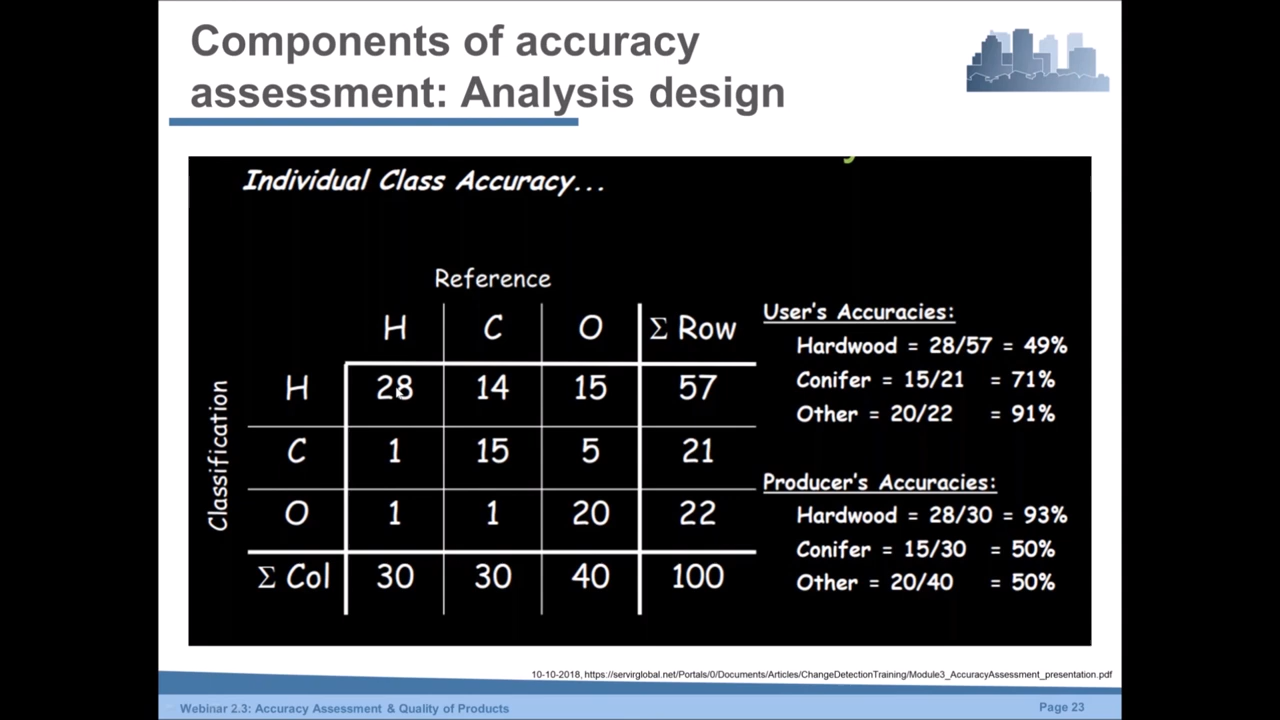 Components of accuracy
assessment: Analysis design
Individual Class Accuracy...
Reference
H C O Σ Row
Classification
H 28 14 15 57
C 1 15 5 21
O 1 1 20 22
Σ Col 30 30 40 100
User's Accuracies:
Hardwood = 28/57 = 49%
Conifer = 15/21 = 71%
Other = 20/22 = 91%
Producer's Accuracies:
Hardwood = 28/30 = 93%
Conifer = 15/30 = 50%
Other = 20/40 = 50%
10-10-2018, https://servirglobal.net/Portals/0/Documents/Articles/ChangeDetectionTraining/Module3_AccuracyAssessment_presentation.pdf
Webinar 2.3: Accuracy Assessment & Quality of Products
Page 23